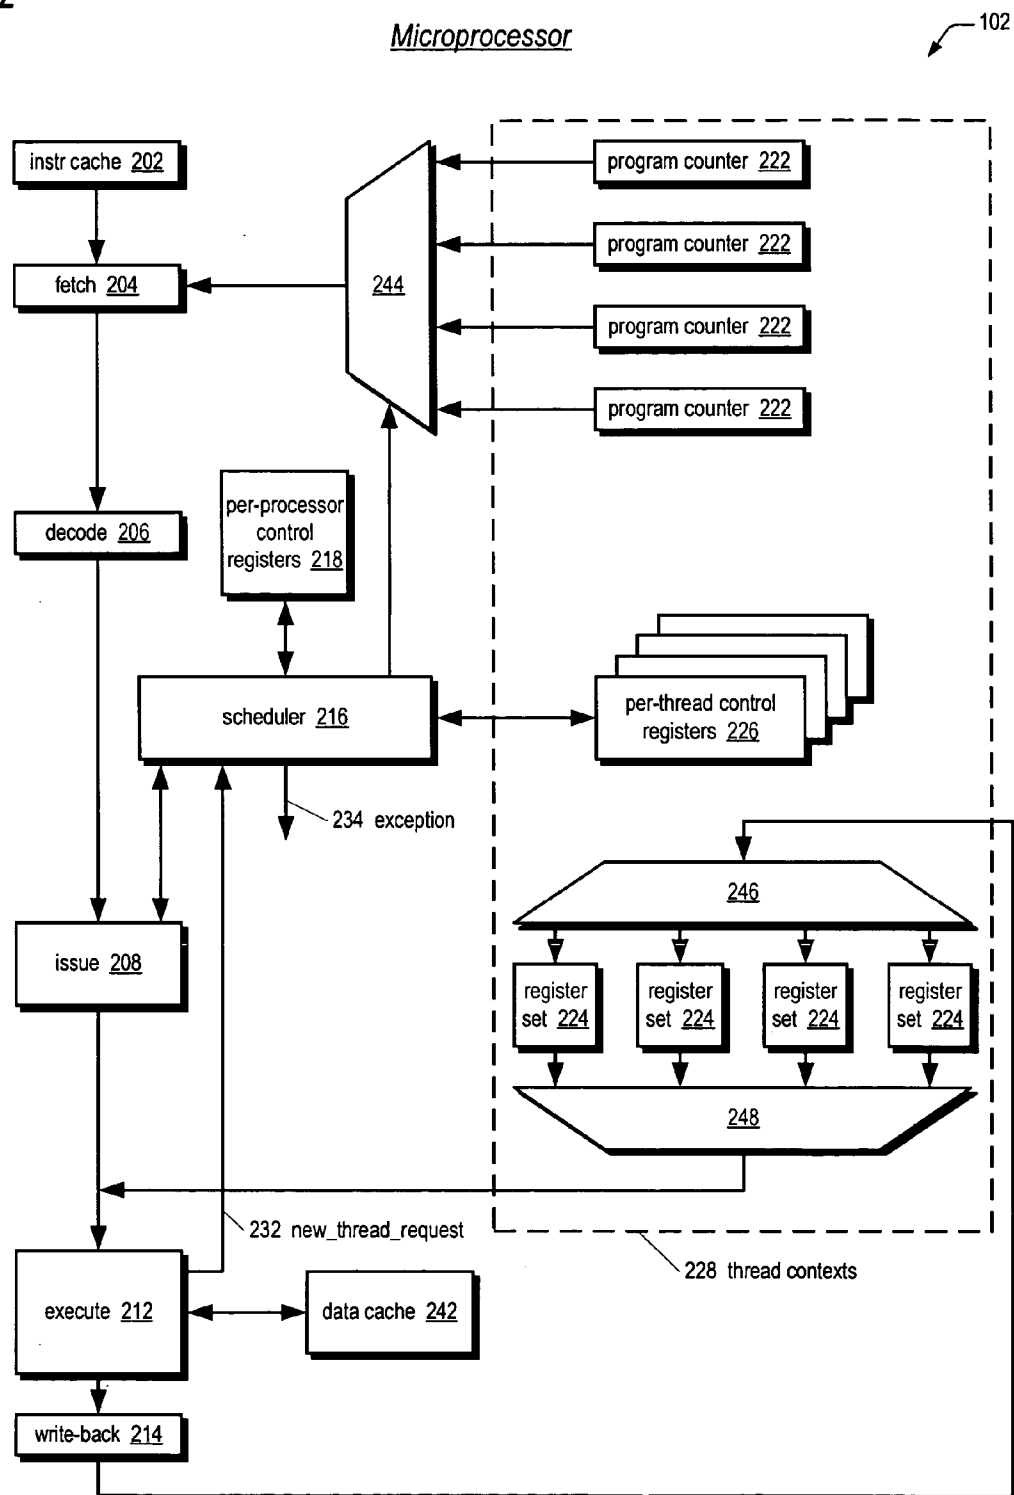 2
Microprocessor
102
instr cache 202
program counter 222
fetch 204
244
program counter 222
program counter 222
program counter 222
per-processor
control
registers 218
decode 206
scheduler 216
per-thread control
registers 226
234 exception
246
issue 208
register
set 224
register
set 224
register
set 224
register
set 224
248
232 new_thread_request
228 thread contexts
execute 212
data cache 242
write-back 214